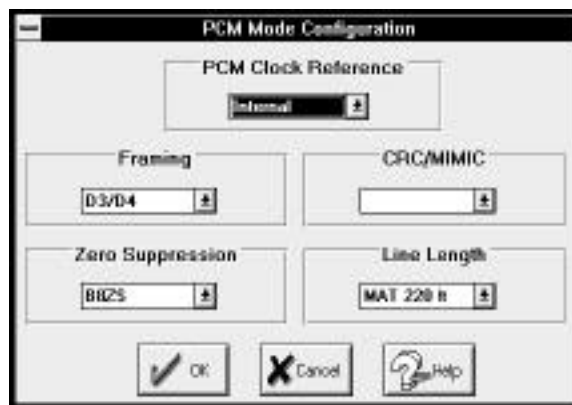 PCM Mode Configuration
PCM Clock Reference
Internal
Framing
CRC/MIMIC
D3/D4
Zero Suppression
Line Length
B8ZS
MAT 220 ft
OK
Cancel
Help